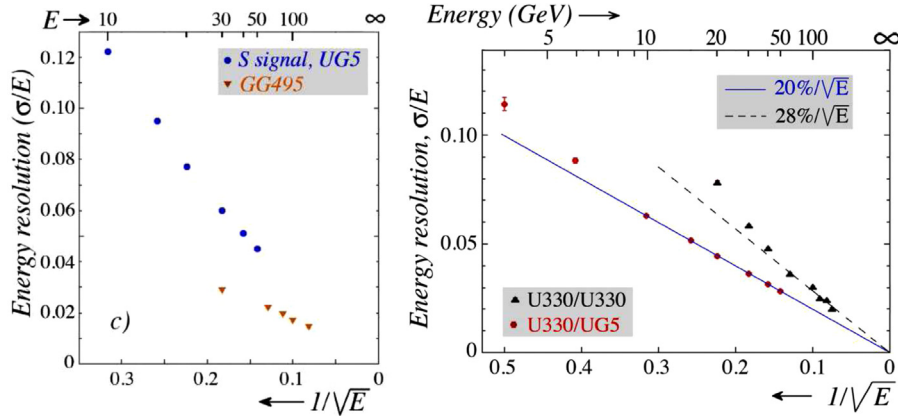 E → 10 30 50 100 ∞
Energy resolution (σ/E)
0.12
0.10
0.08
0.06
0.04
0.02
0
S signal, UG5
GG495
c)
0.3 0.2 0.1 0
← 1/√E
Energy (GeV) →
5 10 20 30 50 100 ∞
Energy resolution, σ/E
0.10
0.05
0
20%/√E
28%/√E
U330/U330
U330/UG5
0.5 0.4 0.3 0.2 0.1 0
← 1/√E